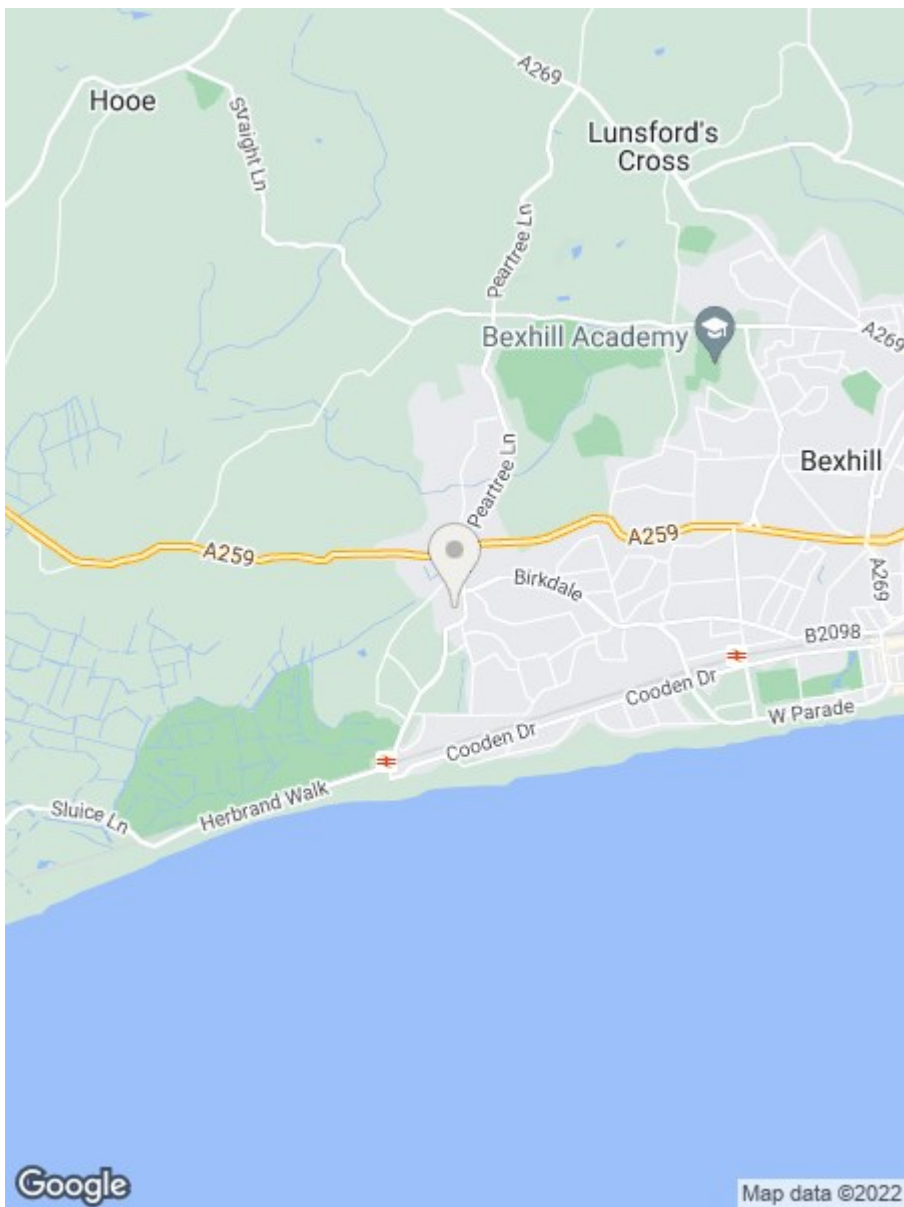 A269
Hooe
Straight Ln
Lunsford's
Cross
Peartree Ln
Bexhill Academy
A269
Peartree Ln
Bexhill
A259
A259
Birkdale
A269
B2098
Cooden Dr
W Parade
Cooden Dr
Herbrand Walk
Sluice Ln
Google
Map data ©2022